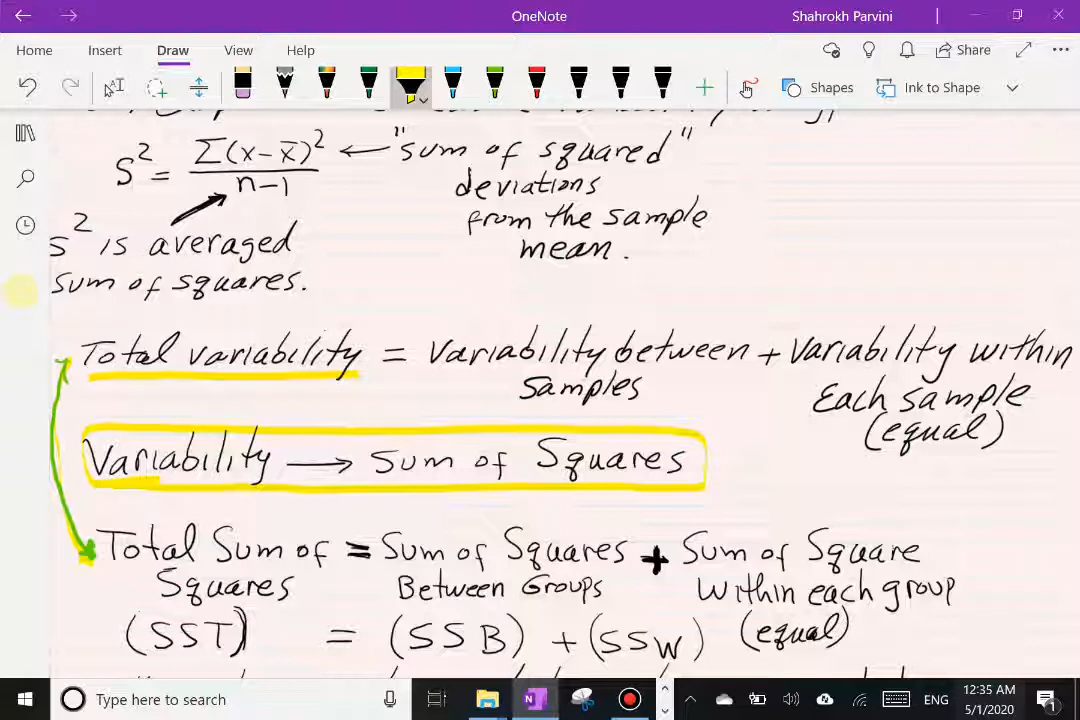 OneNote
Shahrokh Parvini
Home Insert Draw View Help Share
Shapes Ink to Shape
S² = Σ(x-x̄)² / n-1 ← "sum of squared"
deviations
from the sample
mean.
S² is averaged
sum of squares.
Total variability = Variability between + Variability within
samples Each sample
(equal)
Variability → Sum of Squares
Total Sum of = Sum of Squares + Sum of Square
Squares Between Groups Within each group
(SST) = (SSB) + (SSW) (equal)
Type here to search
ENG
12:35 AM
5/1/2020
1